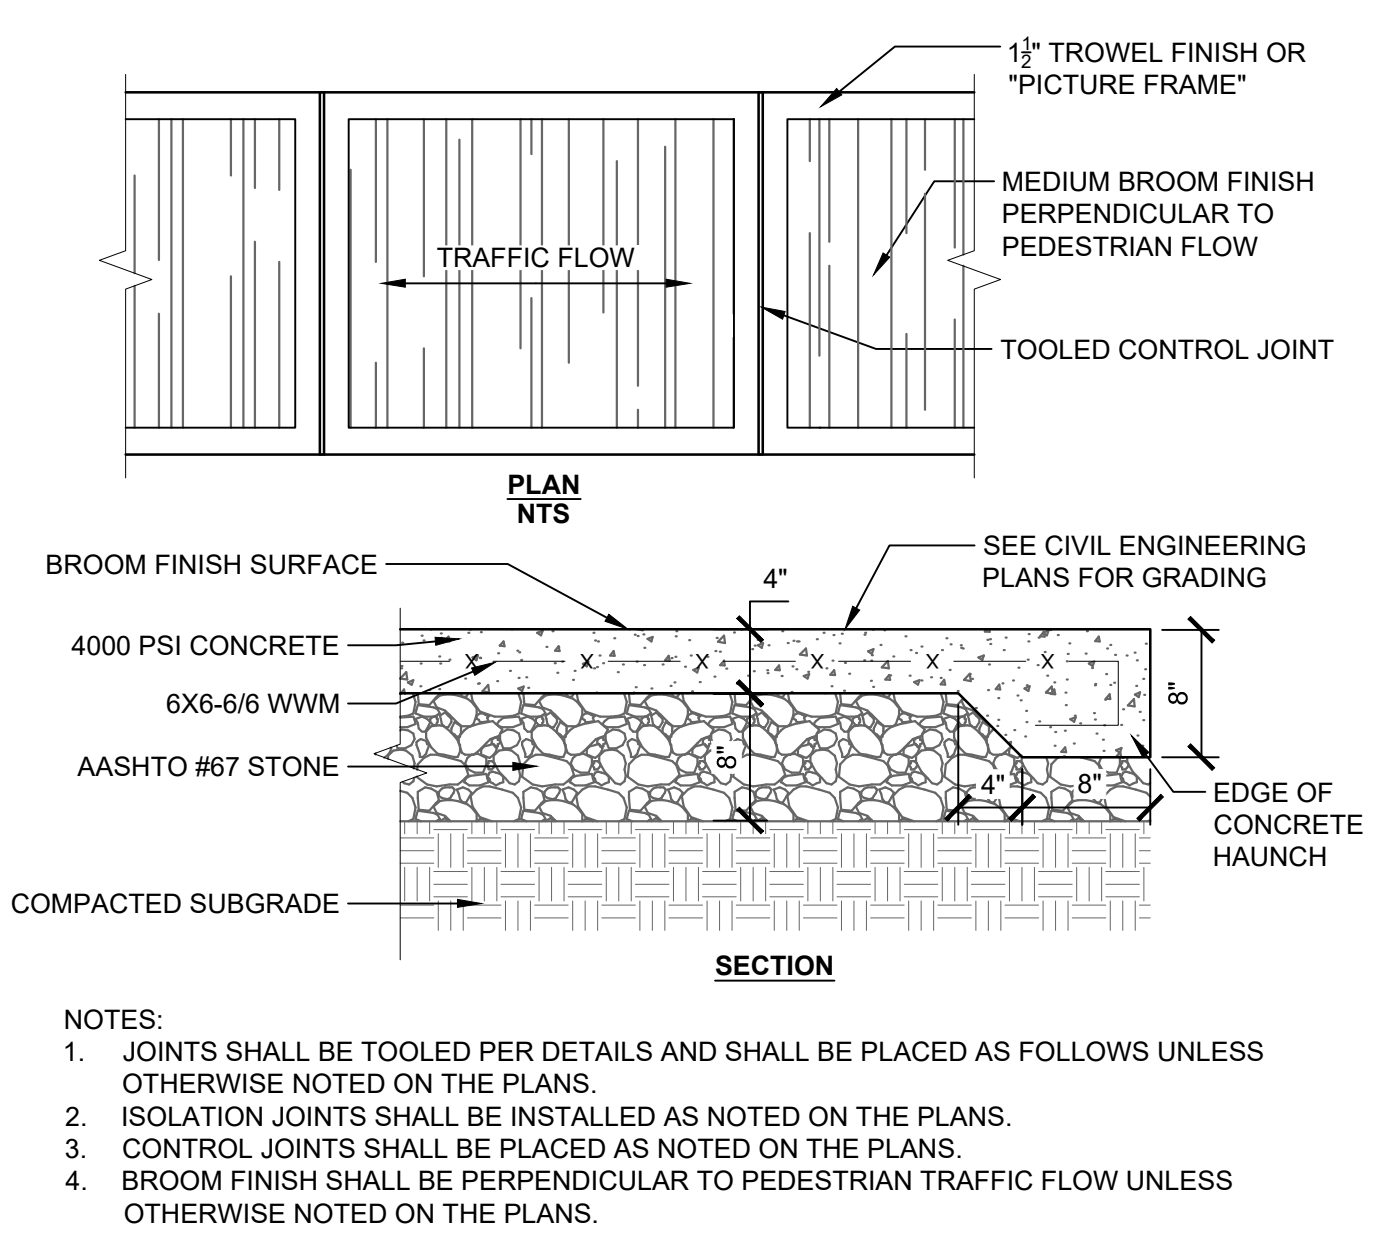 1 1/2" TROWEL FINISH OR
"PICTURE FRAME"
MEDIUM BROOM FINISH
PERPENDICULAR TO
PEDESTRIAN FLOW
TRAFFIC FLOW
TOOLED CONTROL JOINT
PLAN
NTS
BROOM FINISH SURFACE
SEE CIVIL ENGINEERING
PLANS FOR GRADING
4"
4000 PSI CONCRETE
X X X X X X
6X6-6/6 WWM
8"
AASHTO #67 STONE
8"
4"
8"
EDGE OF
CONCRETE
HAUNCH
COMPACTED SUBGRADE
SECTION
NOTES:
1. JOINTS SHALL BE TOOLED PER DETAILS AND SHALL BE PLACED AS FOLLOWS UNLESS
OTHERWISE NOTED ON THE PLANS.
2. ISOLATION JOINTS SHALL BE INSTALLED AS NOTED ON THE PLANS.
3. CONTROL JOINTS SHALL BE PLACED AS NOTED ON THE PLANS.
4. BROOM FINISH SHALL BE PERPENDICULAR TO PEDESTRIAN TRAFFIC FLOW UNLESS
OTHERWISE NOTED ON THE PLANS.